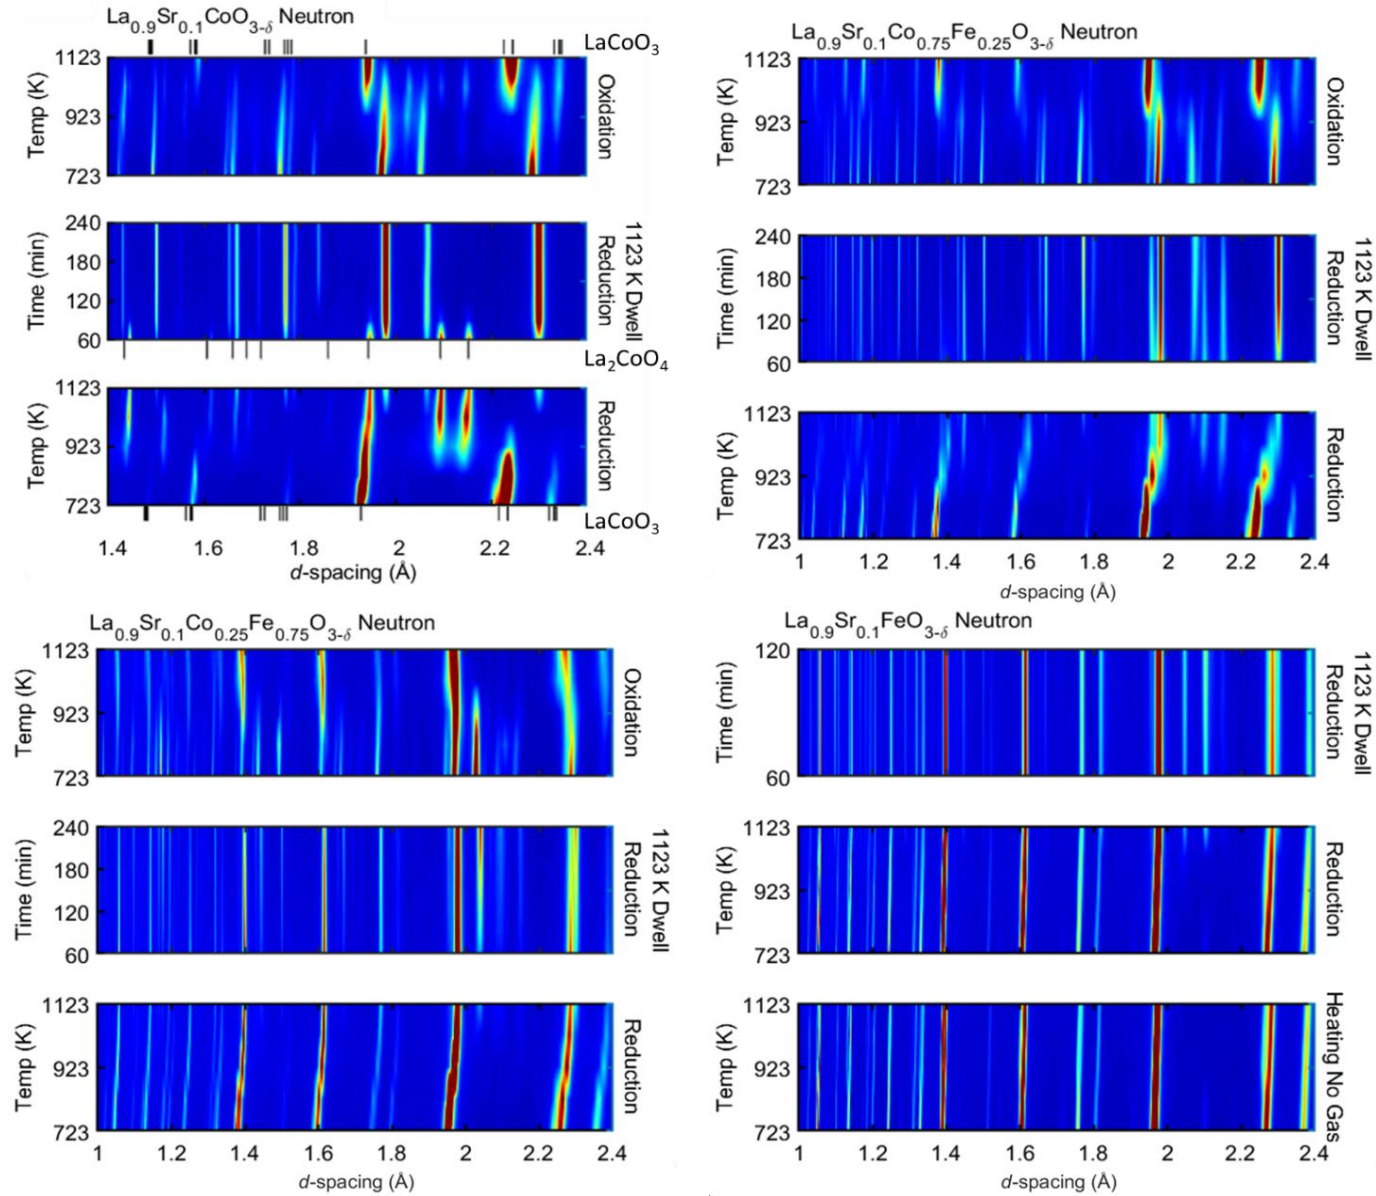 La0.9Sr0.1CoO3-δ Neutron
LaCoO3
Temp (K)
1123
923
723
Oxidation
Time (min)
240
180
120
60
1123 K Dwell
Reduction
La2CoO4
Temp (K)
1123
923
723
Reduction
LaCoO3
1.4 1.6 1.8 2 2.2 2.4
d-spacing (Å)
La0.9Sr0.1Co0.75Fe0.25O3-δ Neutron
Temp (K)
1123
923
723
Oxidation
Time (min)
240
180
120
60
1123 K Dwell
Reduction
Temp (K)
1123
923
723
Reduction
1 1.2 1.4 1.6 1.8 2 2.2 2.4
d-spacing (Å)
La0.9Sr0.1Co0.25Fe0.75O3-δ Neutron
Temp (K)
1123
923
723
Oxidation
Time (min)
240
180
120
60
1123 K Dwell
Reduction
Temp (K)
1123
923
723
Reduction
1 1.2 1.4 1.6 1.8 2 2.2 2.4
d-spacing (Å)
La0.9Sr0.1FeO3-δ Neutron
Time (min)
120
60
1123 K Dwell
Reduction
Temp (K)
1123
923
723
Reduction
Temp (K)
1123
923
723
Heating No Gas
1 1.2 1.4 1.6 1.8 2 2.2 2.4
d-spacing (Å)